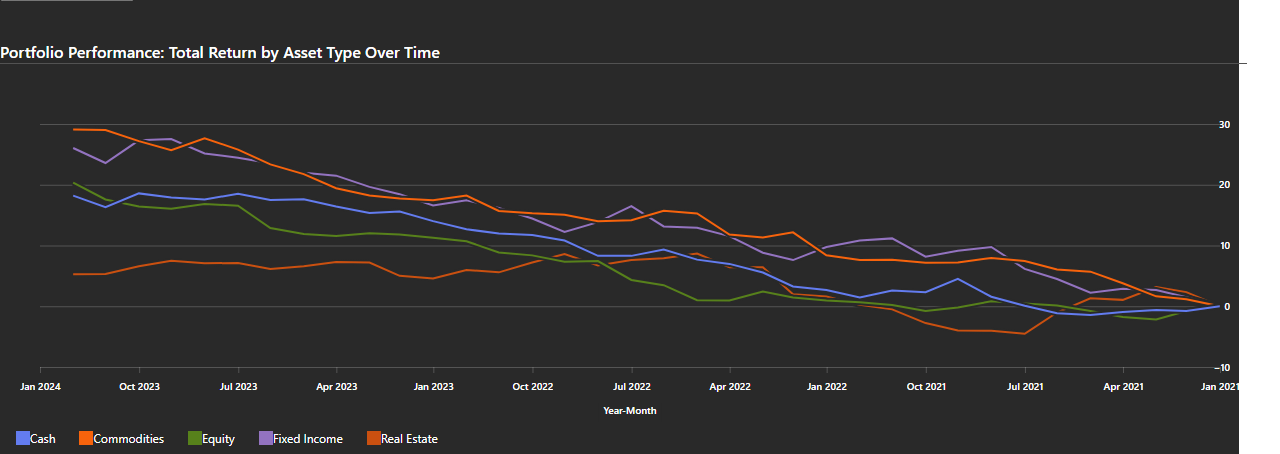 Portfolio Performance: Total Return by Asset Type Over Time
30
20
10
0
−10
Jan 2024 Oct 2023 Jul 2023 Apr 2023 Jan 2023 Oct 2022 Jul 2022 Apr 2022 Jan 2022 Oct 2021 Jul 2021 Apr 2021 Jan 2021
Year-Month
Cash Commodities Equity Fixed Income Real Estate